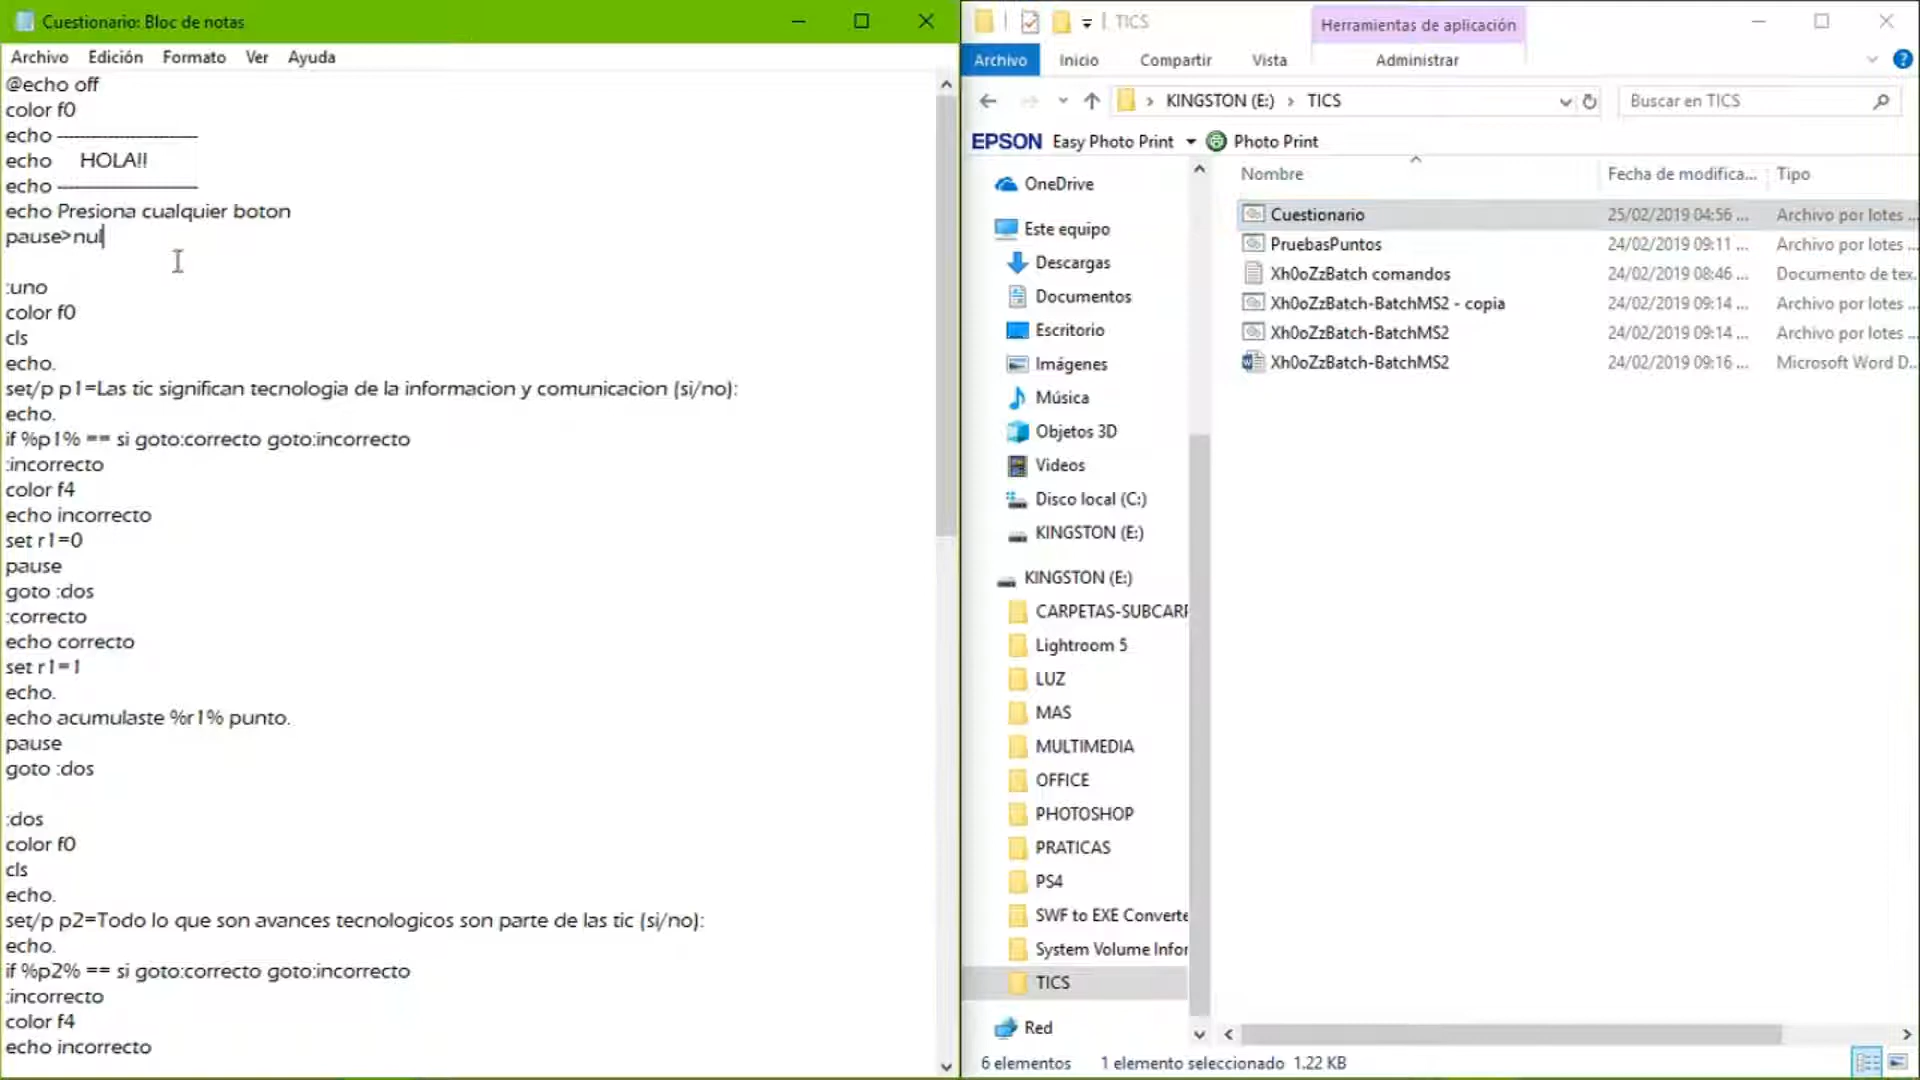 Cuestionario: Bloc de notas
Archivo Edición Formato Ver Ayuda
@echo off
color f0
echo -------------------------
echo HOLA!!
echo -------------------------
echo Presiona cualquier boton
pause>nul
:uno
color f0
cls
echo.
set/p p1=Las tic significan tecnologia de la informacion y comunicacion (si/no):
echo.
if %p1% == si goto:correcto goto:incorrecto
:incorrecto
color f4
echo incorrecto
set r1=0
pause
goto :dos
:correcto
echo correcto
set r1=1
echo.
echo acumulaste %r1% punto.
pause
goto :dos
:dos
color f0
cls
echo.
set/p p2=Todo lo que son avances tecnologicos son parte de las tic (si/no):
echo.
if %p2% == si goto:correcto goto:incorrecto
:incorrecto
color f4
echo incorrecto
TICS
Herramientas de aplicación
Archivo Inicio Compartir Vista Administrar
KINGSTON (E:) TICS
Buscar en TICS
EPSON Easy Photo Print Photo Print
OneDrive
Este equipo
Descargas
Documentos
Escritorio
Imágenes
Música
Objetos 3D
Videos
Disco local (C:)
KINGSTON (E:)
KINGSTON (E:)
CARPETAS-SUBCARP
Lightroom 5
LUZ
MAS
MULTIMEDIA
OFFICE
PHOTOSHOP
PRATICAS
PS4
SWF to EXE Converte
System Volume Infor
TICS
Red
Nombre Fecha de modifica... Tipo
Cuestionario 25/02/2019 04:56 ... Archivo por lotes ...
PruebasPuntos 24/02/2019 09:11 ... Archivo por lotes ...
Xh0oZzBatch comandos 24/02/2019 08:46 ... Documento de tex...
Xh0oZzBatch-BatchMS2 - copia 24/02/2019 09:14 ... Archivo por lotes ...
Xh0oZzBatch-BatchMS2 24/02/2019 09:14 ... Archivo por lotes ...
Xh0oZzBatch-BatchMS2 24/02/2019 09:16 ... Microsoft Word D...
6 elementos 1 elemento seleccionado 1.22 KB